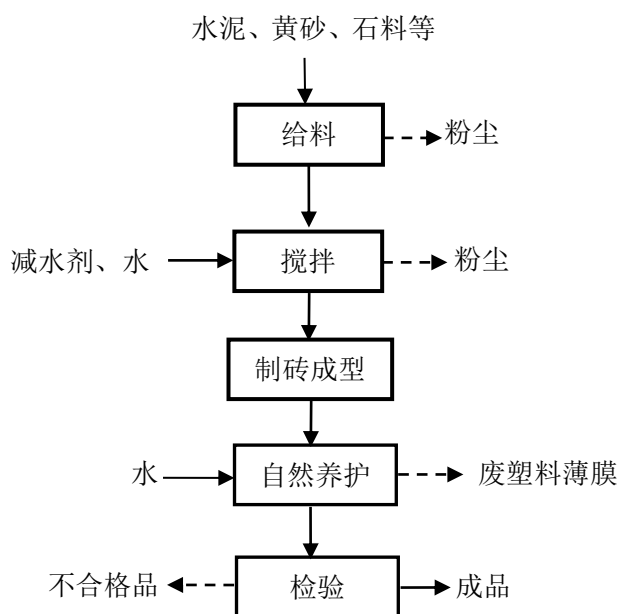 水泥、黄砂、石料等
给料
粉尘
减水剂、水
搅拌
粉尘
制砖成型
水
自然养护
废塑料薄膜
不合格品
检验
成品